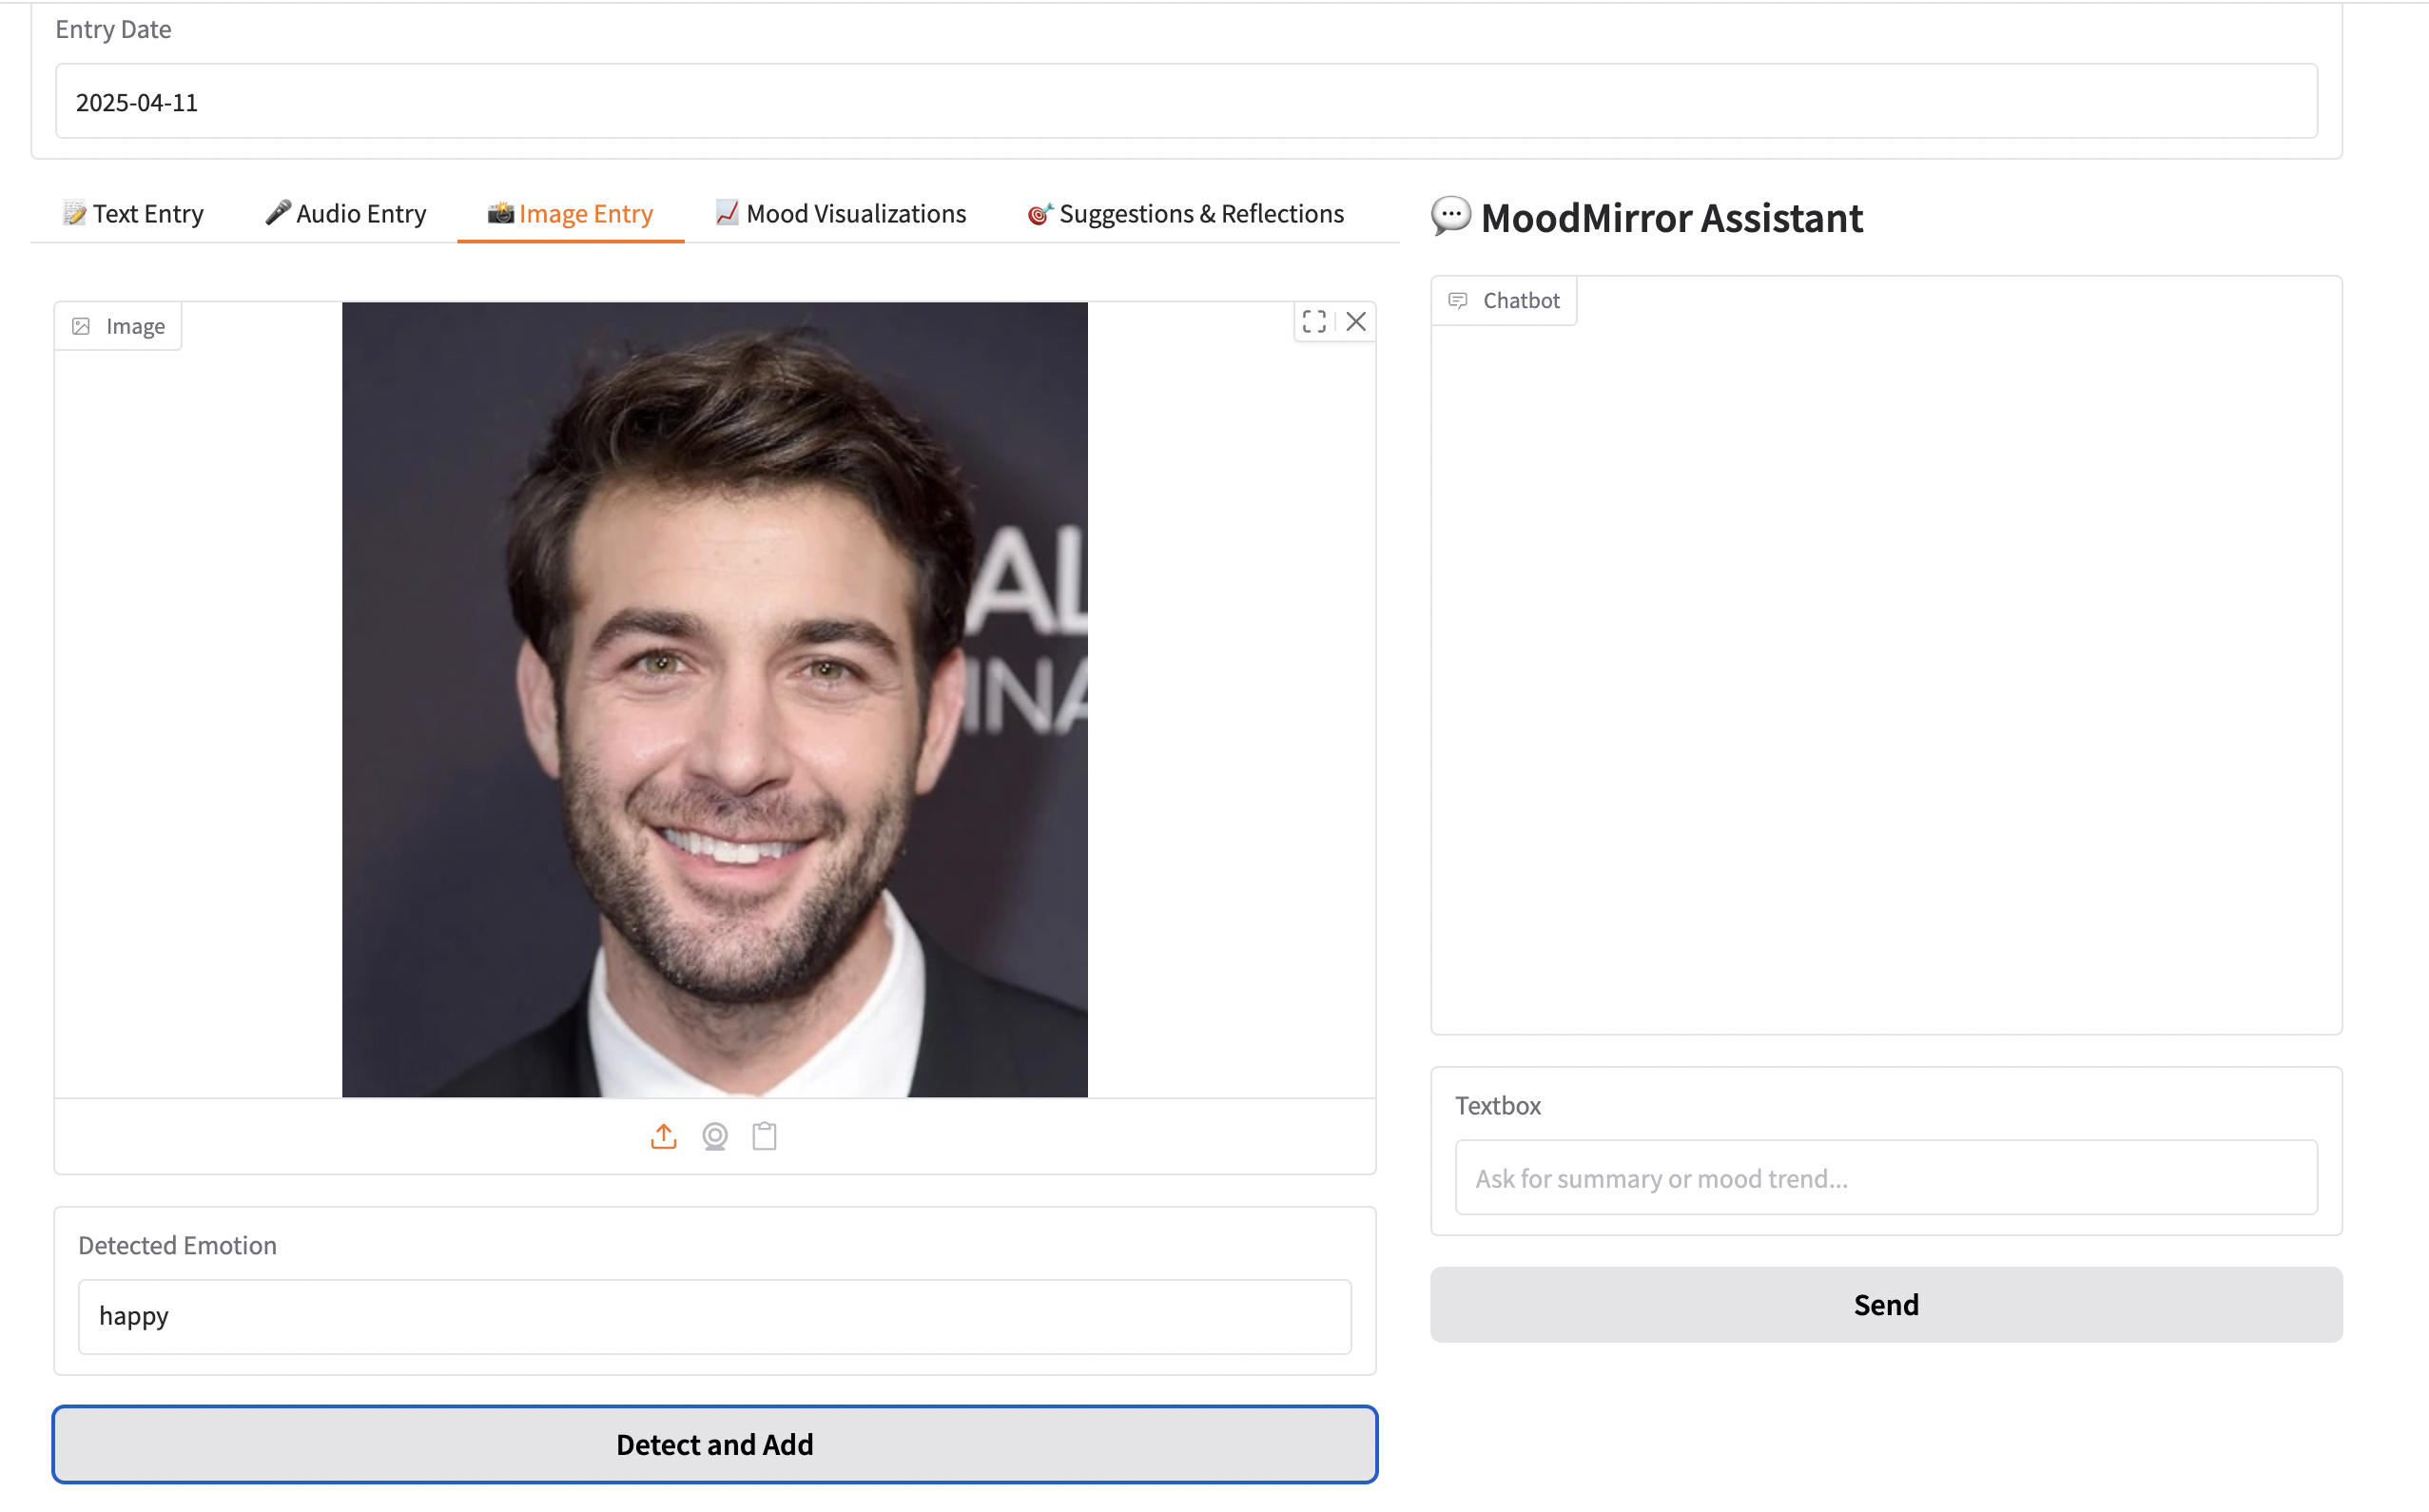 Entry Date
2025-04-11
Text Entry
Audio Entry
Image Entry
Mood Visualizations
Suggestions & Reflections
Image
AL
INA
Detected Emotion
happy
Detect and Add
MoodMirror Assistant
Chatbot
Textbox
Ask for summary or mood trend...
Send